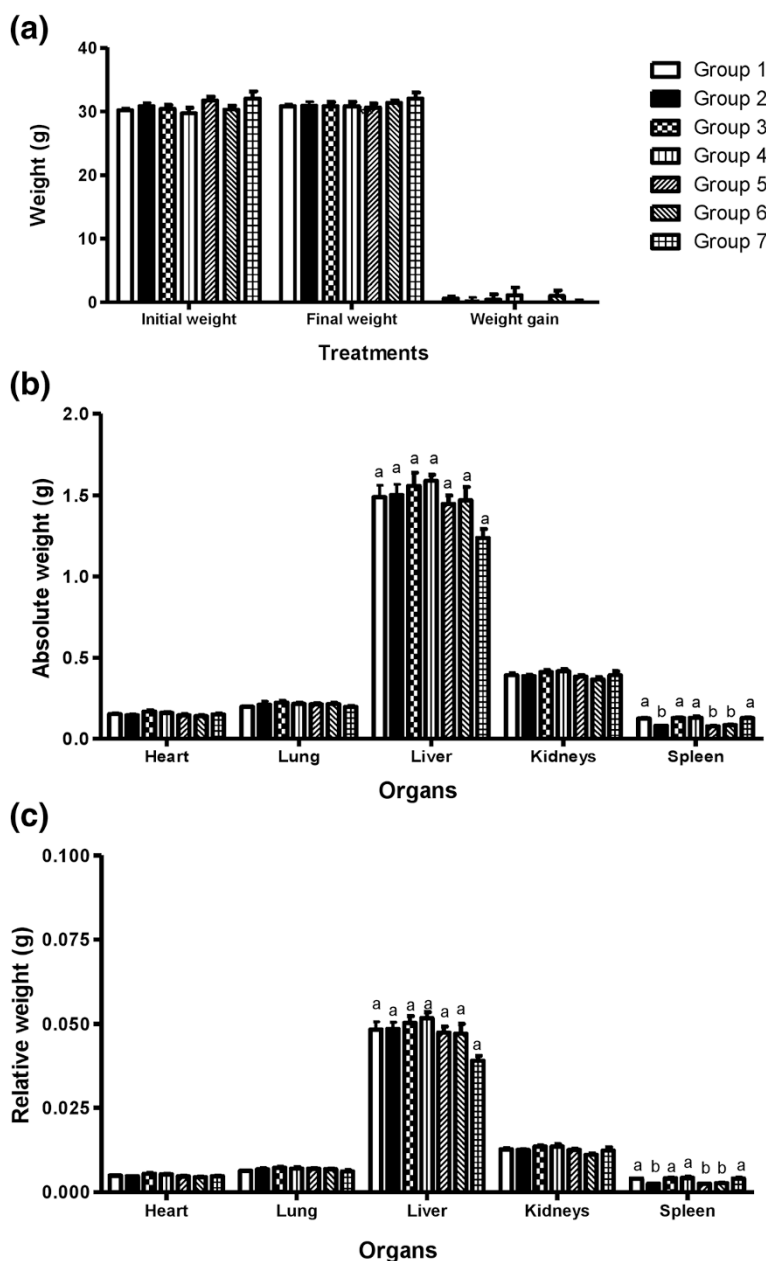 (a)
40
30
20
10
0
Weight (g)
Initial weight Final weight Weight gain
Treatments
Group 1
Group 2
Group 3
Group 4
Group 5
Group 6
Group 7
(b)
2.0
1.5
1.0
0.5
0.0
Absolute weight (g)
a a a a a a a
a b a a b b a
Heart Lung Liver Kidneys Spleen
Organs
(c)
0.100
0.075
0.050
0.025
0.000
Relative weight (g)
a a a a a a a
a b a a b b a
Heart Lung Liver Kidneys Spleen
Organs